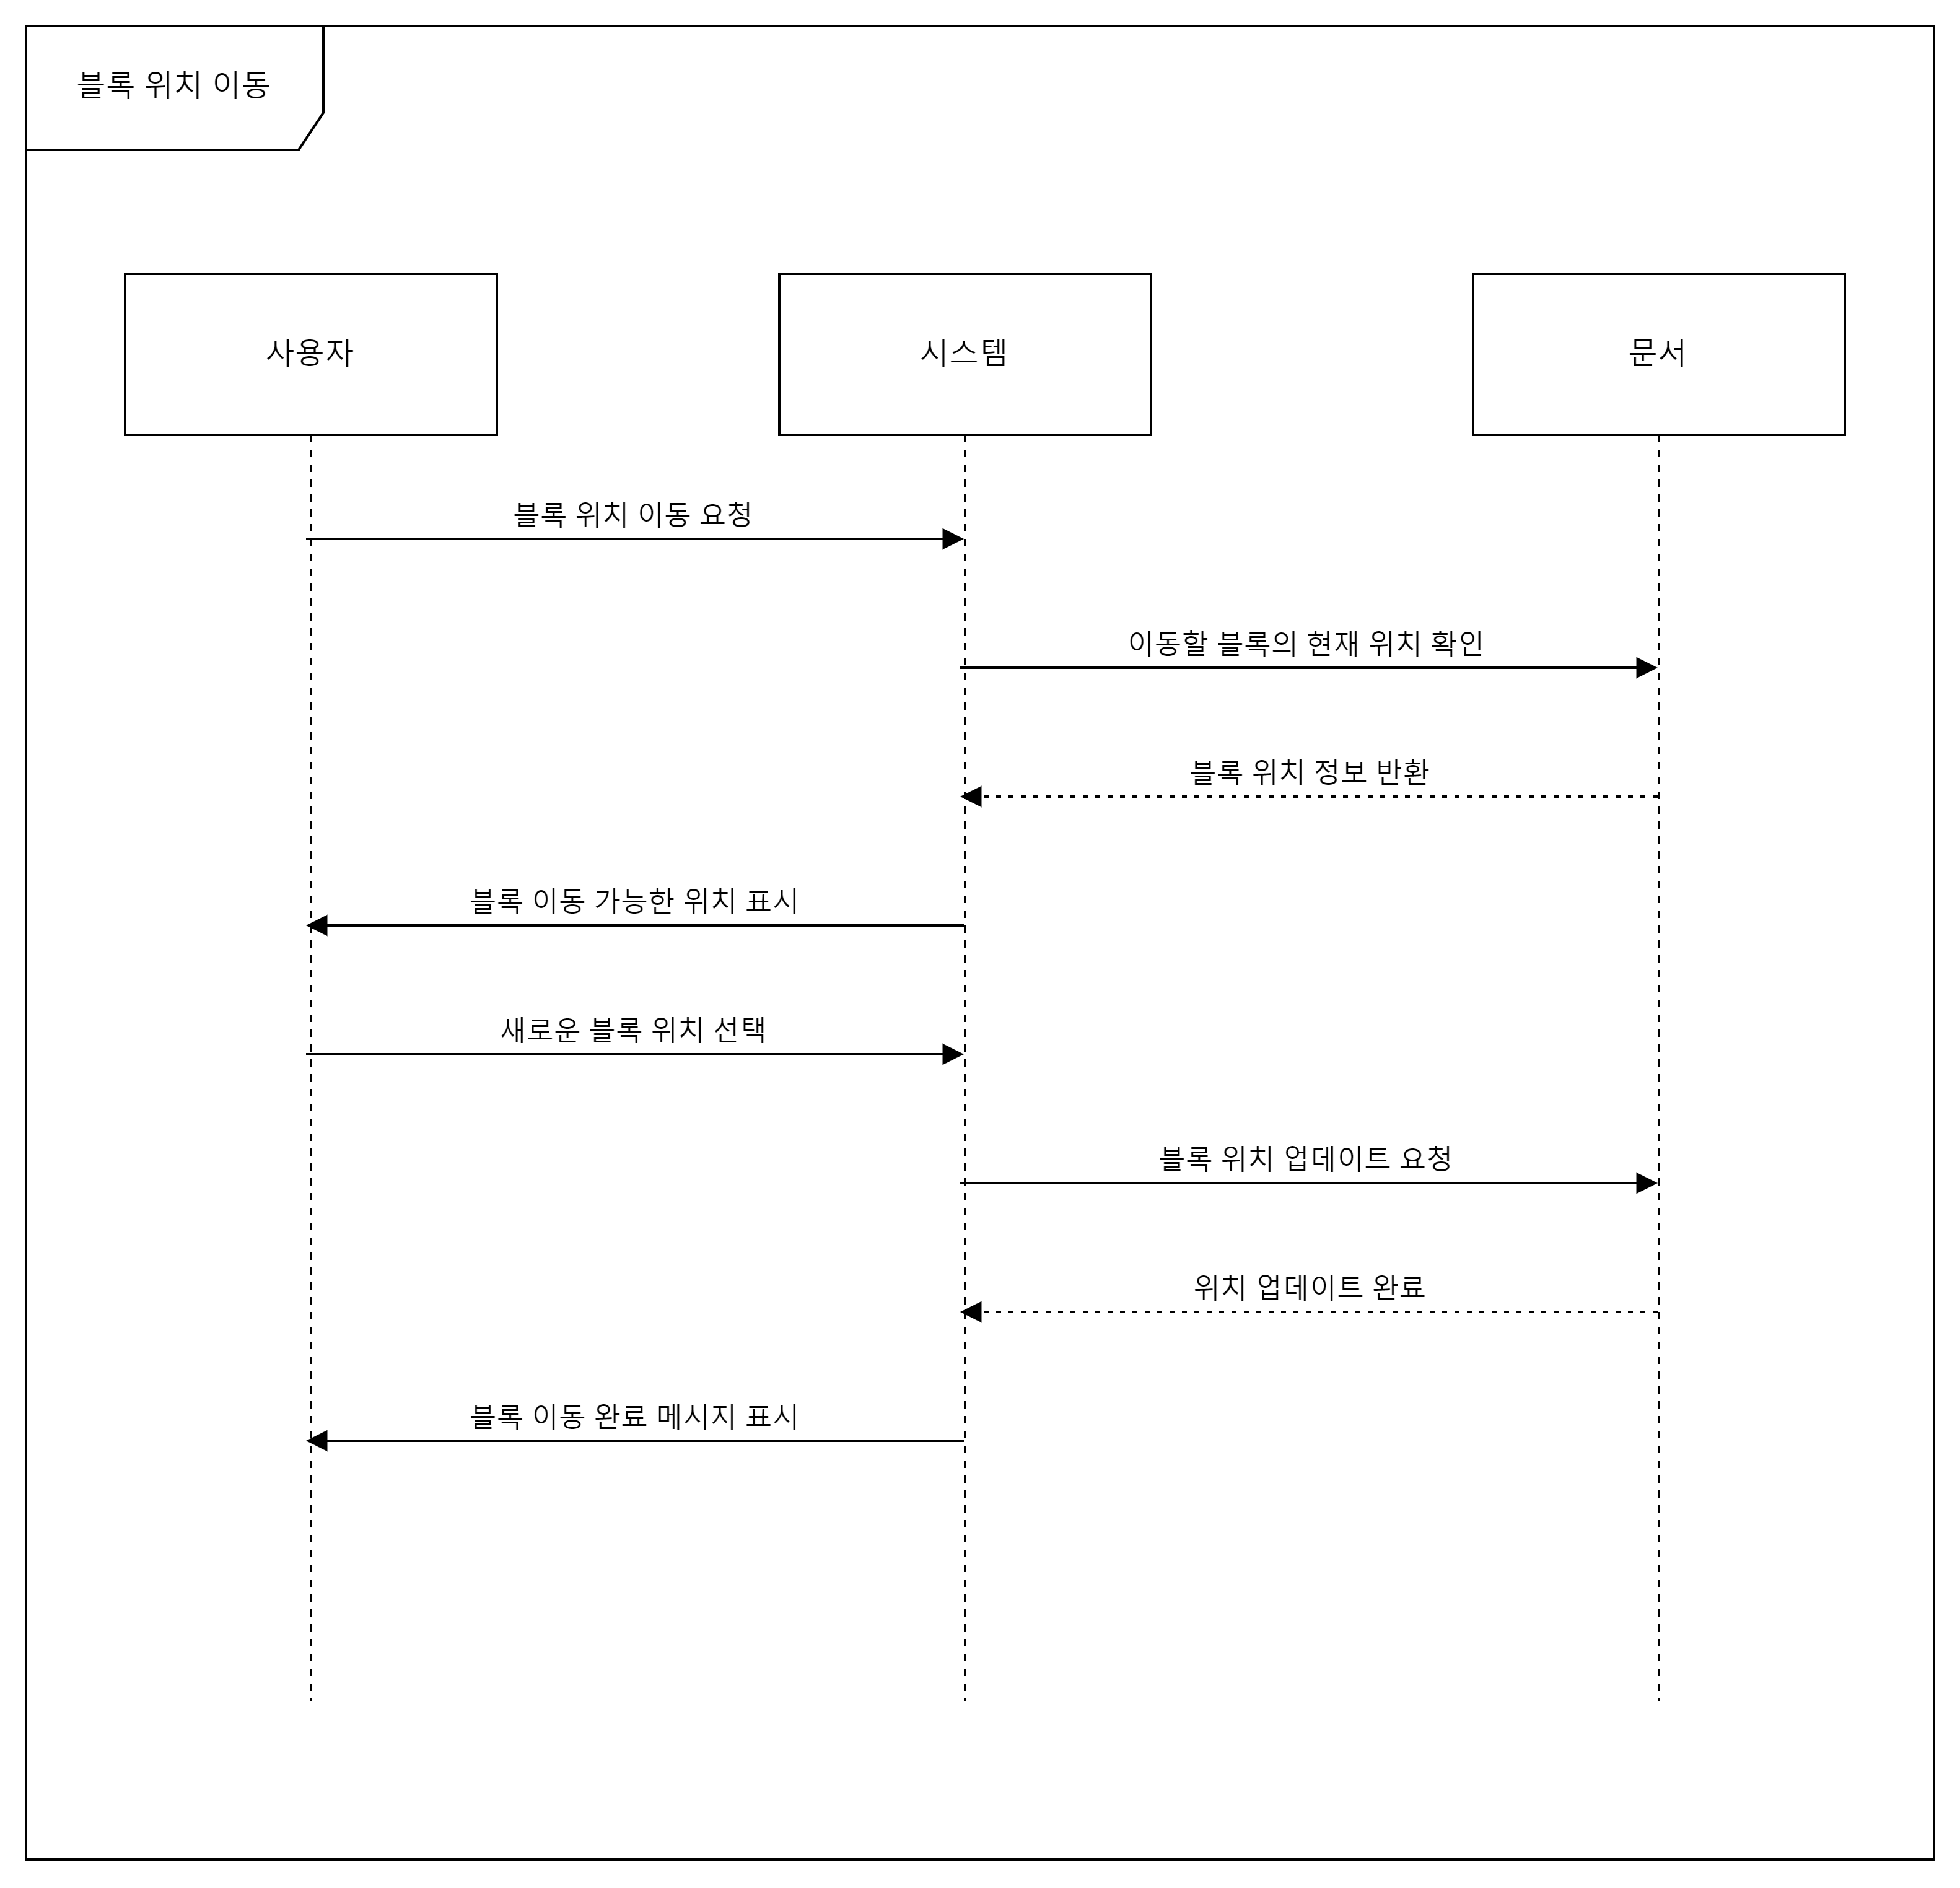 블록 위치 이동
사용자
시스템
문서
블록 위치 이동 요청
이동할 블록의 현재 위치 확인
블록 위치 정보 반환
블록 이동 가능한 위치 표시
새로운 블록 위치 선택
블록 위치 업데이트 요청
위치 업데이트 완료
블록 이동 완료 메시지 표시